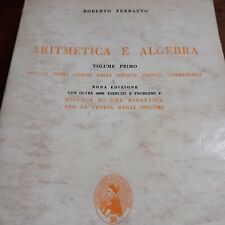 ROBERTO FERRAUTO
ARITMETICA E ALGEBRA
VOLUME PRIMO
PER LA PRIMA CLASSE DEGLI ISTITUTI TECNICI COMMERCIALI
NONA EDIZIONE
CON OLTRE 4000 ESERCIZI E PROBLEMI E
DI UNA DIDATTICA
PER LA TEORIA DEGLI INSIEMI